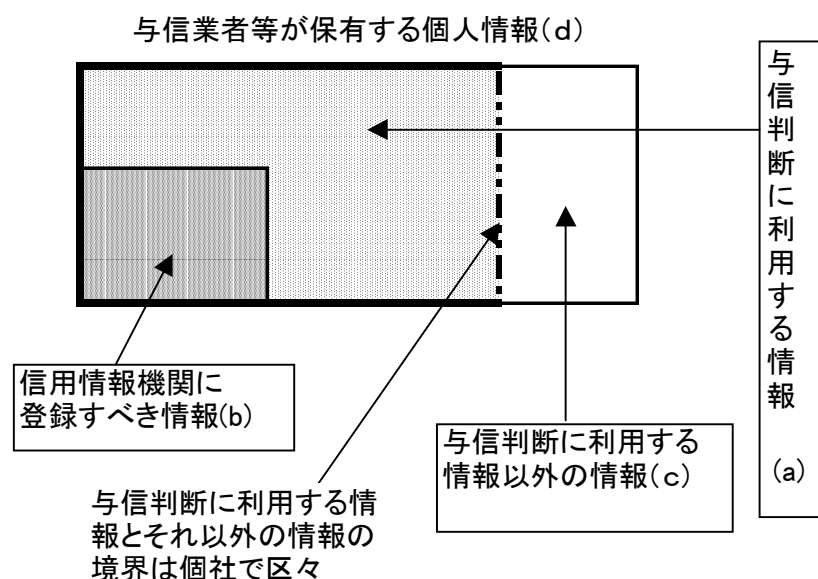 与信業者等が保有する個人情報(d)
与信判断に利用する情報
(a)
信用情報機関に
登録すべき情報(b)
与信判断に利用する
情報以外の情報(c)
与信判断に利用する情
報とそれ以外の情報の
境界は個社で区々